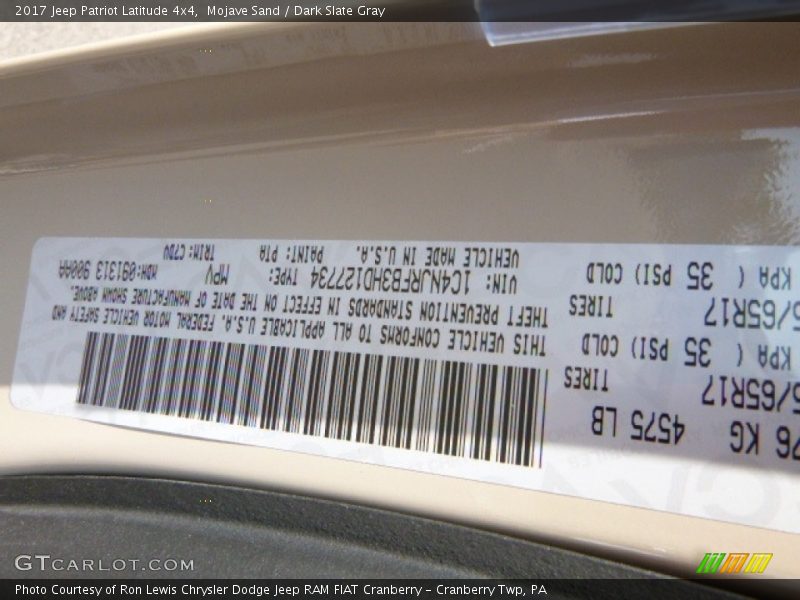 2017 Jeep Patriot Latitude 4x4, Mojave Sand / Dark Slate Gray
76 KG 4575 LB
5/65R17 TIRES
KPA ( 35 PSI) COLD
5/65R17 TIRES
KPA ( 35 PSI) COLD
THIS VEHICLE CONFORMS TO ALL APPLICABLE U.S.A. FEDERAL MOTOR VEHICLE SAFETY AND
THEFT PREVENTION STANDARDS IN EFFECT ON THE DATE OF MANUFACTURE SHOWN ABOVE.
VIN: 1C4NJRFB3HD127734 TYPE: MPV MDH:091313 900AA
VEHICLE MADE IN U.S.A. PAINT: PTA TRIM: C7DV
GTCARLOT.COM
Photo Courtesy of Ron Lewis Chrysler Dodge Jeep RAM FIAT Cranberry - Cranberry Twp, PA